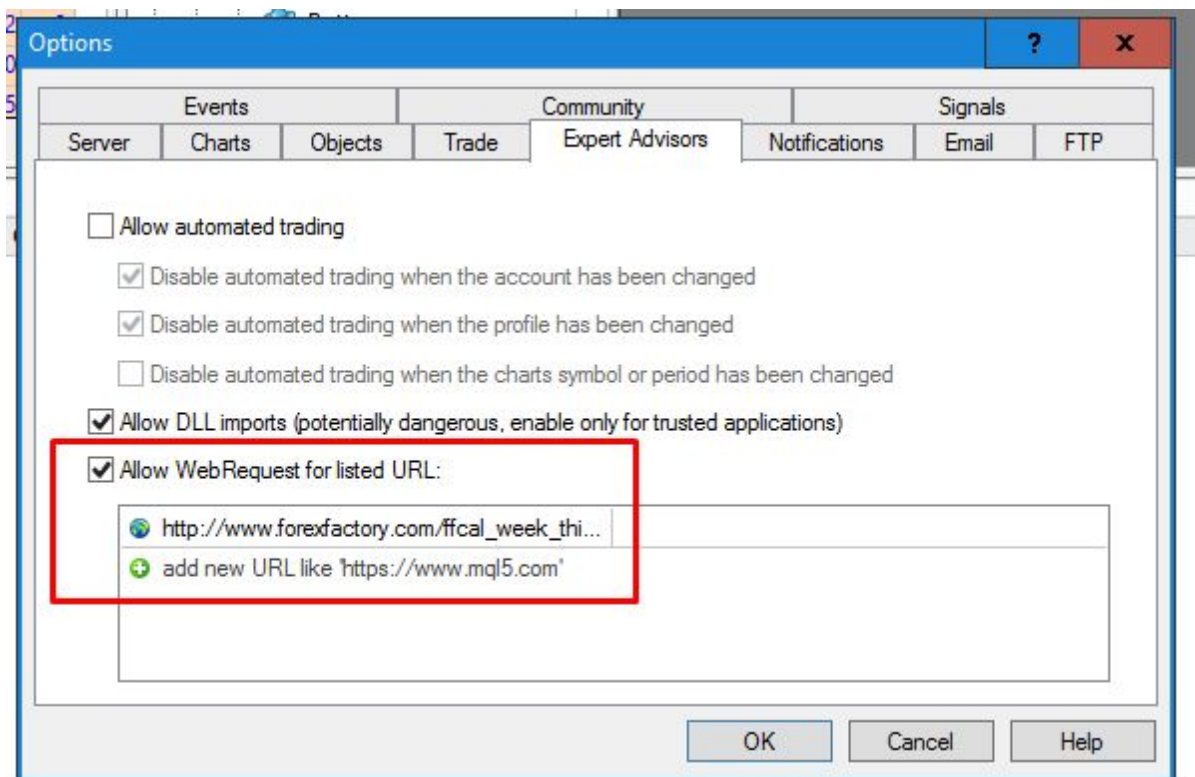 Options
?
x
Events Community Signals
Server Charts Objects Trade Expert Advisors Notifications Email FTP
Allow automated trading
Disable automated trading when the account has been changed
Disable automated trading when the profile has been changed
Disable automated trading when the charts symbol or period has been changed
Allow DLL imports (potentially dangerous, enable only for trusted applications)
Allow WebRequest for listed URL:
http://www.forexfactory.com/ffcal_week_thi...
add new URL like 'https://www.mql5.com'
OK Cancel Help